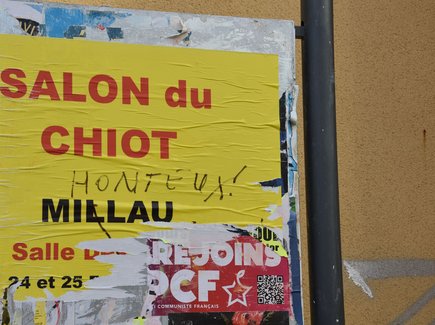 SALON du
CHIOT
HONTEUX!
MILLAU
Salle
REJOINS
24 et 25
PCF
COMMUNISTE FRANÇAIS